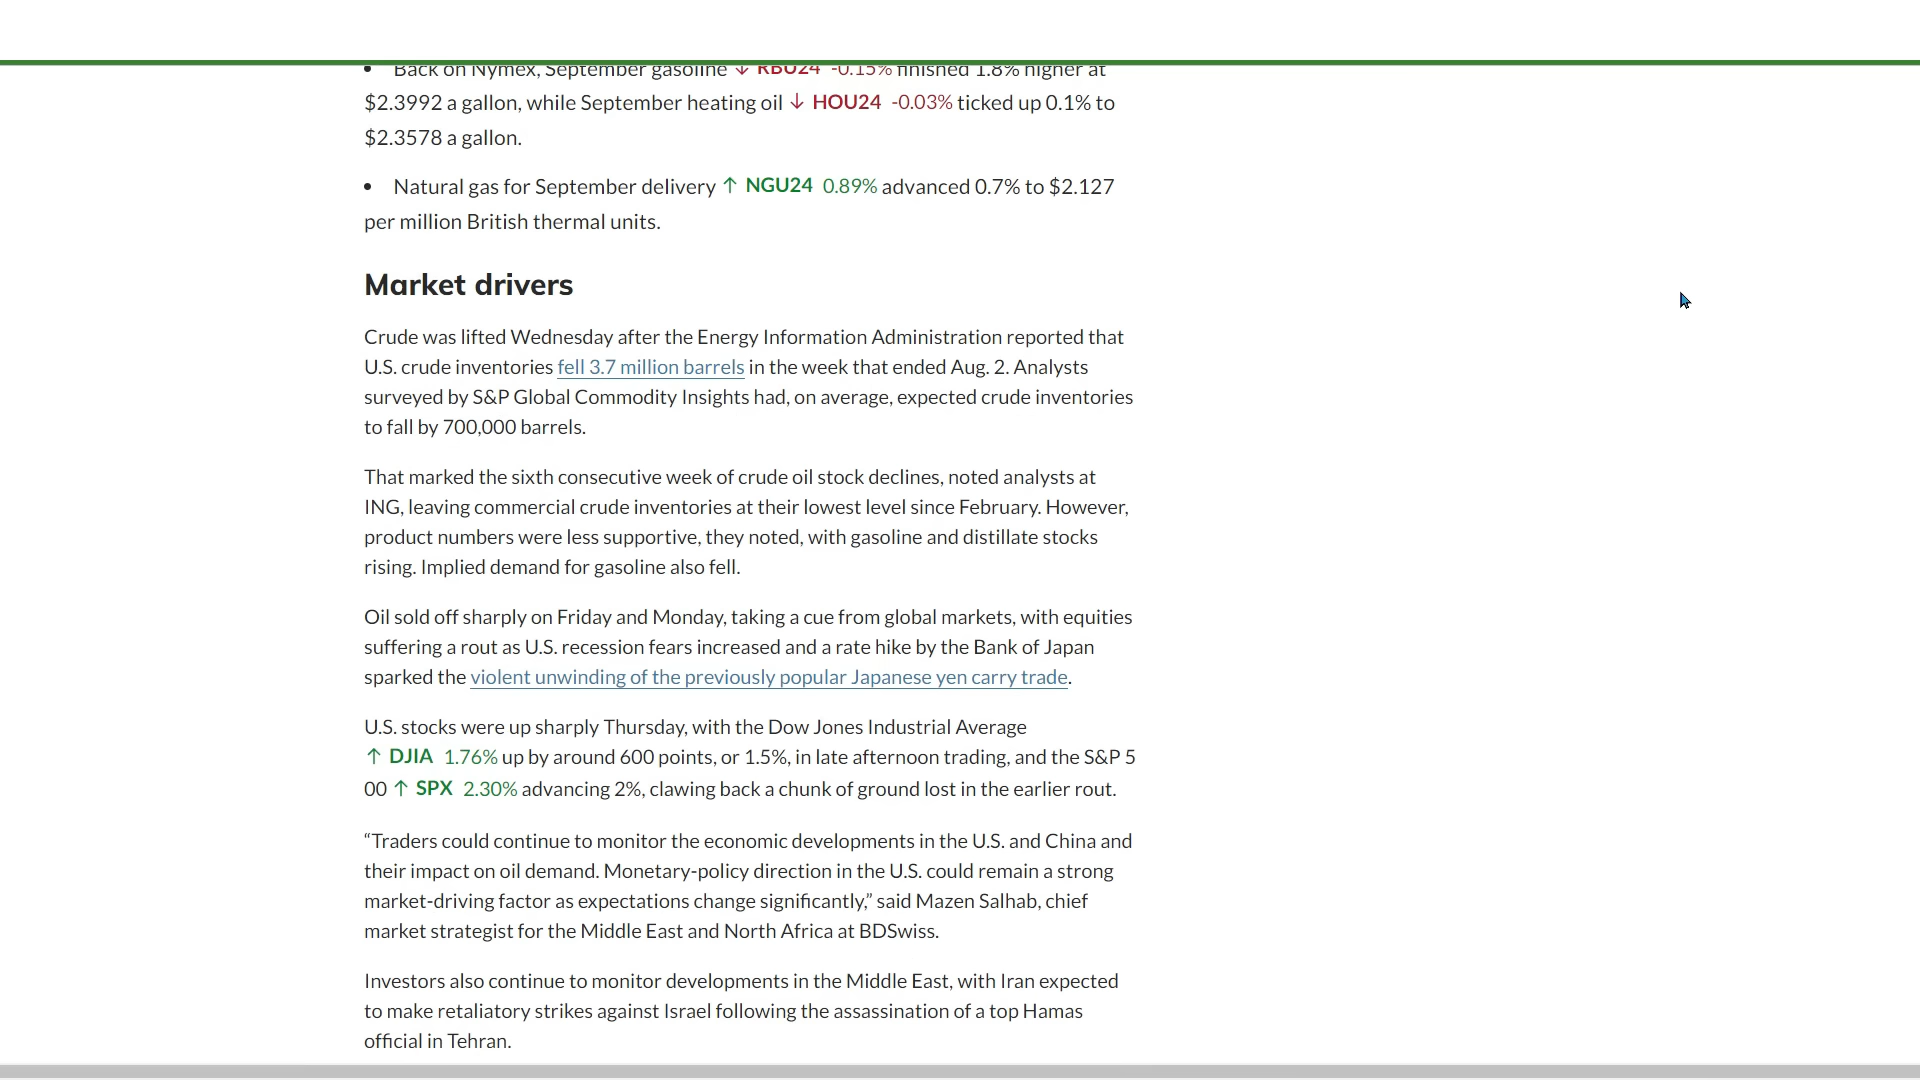 • Back on Nymex, September gasoline ↓ RBU24 -0.15% finished 1.8% higher at
$2.3992 a gallon, while September heating oil ↓ HOU24 -0.03% ticked up 0.1% to
$2.3578 a gallon.
• Natural gas for September delivery ↑ NGU24 0.89% advanced 0.7% to $2.127
per million British thermal units.
Market drivers
Crude was lifted Wednesday after the Energy Information Administration reported that
U.S. crude inventories fell 3.7 million barrels in the week that ended Aug. 2. Analysts
surveyed by S&P Global Commodity Insights had, on average, expected crude inventories
to fall by 700,000 barrels.
That marked the sixth consecutive week of crude oil stock declines, noted analysts at
ING, leaving commercial crude inventories at their lowest level since February. However,
product numbers were less supportive, they noted, with gasoline and distillate stocks
rising. Implied demand for gasoline also fell.
Oil sold off sharply on Friday and Monday, taking a cue from global markets, with equities
suffering a rout as U.S. recession fears increased and a rate hike by the Bank of Japan
sparked the violent unwinding of the previously popular Japanese yen carry trade.
U.S. stocks were up sharply Thursday, with the Dow Jones Industrial Average
↑ DJIA 1.76% up by around 600 points, or 1.5%, in late afternoon trading, and the S&P 5
00 ↑ SPX 2.30% advancing 2%, clawing back a chunk of ground lost in the earlier rout.
“Traders could continue to monitor the economic developments in the U.S. and China and
their impact on oil demand. Monetary-policy direction in the U.S. could remain a strong
market-driving factor as expectations change significantly,” said Mazen Salhab, chief
market strategist for the Middle East and North Africa at BDSwiss.
Investors also continue to monitor developments in the Middle East, with Iran expected
to make retaliatory strikes against Israel following the assassination of a top Hamas
official in Tehran.